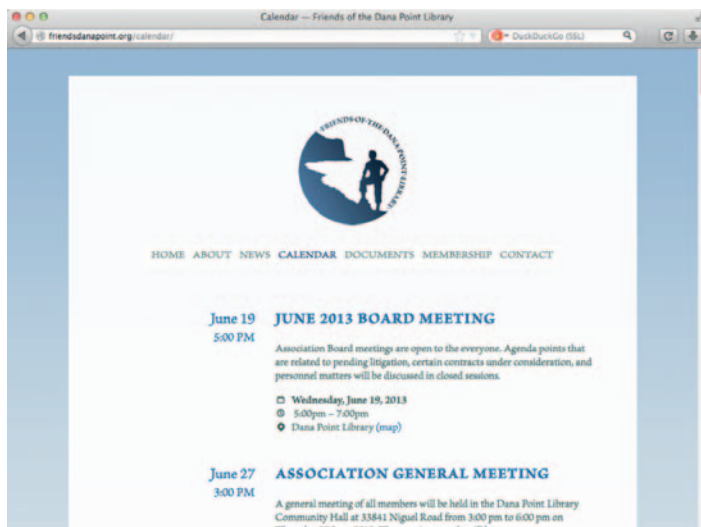 Calendar — Friends of the Dana Point Library
friendsdanapoint.org/calendar/
DuckDuckGo (SSL)
FRIENDS·OF·THE·DANA·POINT·LIBRARY·
HOME ABOUT NEWS CALENDAR DOCUMENTS MEMBERSHIP CONTACT
June 19
5:00 PM
JUNE 2013 BOARD MEETING
Association Board meetings are open to the everyone. Agenda points that
are related to pending litigation, certain contracts under consideration, and
personnel matters will be discussed in closed sessions.
Wednesday, June 19, 2013
5:00pm – 7:00pm
Dana Point Library (map)
June 27
3:00 PM
ASSOCIATION GENERAL MEETING
A general meeting of all members will be held in the Dana Point Library
Community Hall at 33841 Niguel Road from 3:00 pm to 6:00 pm on